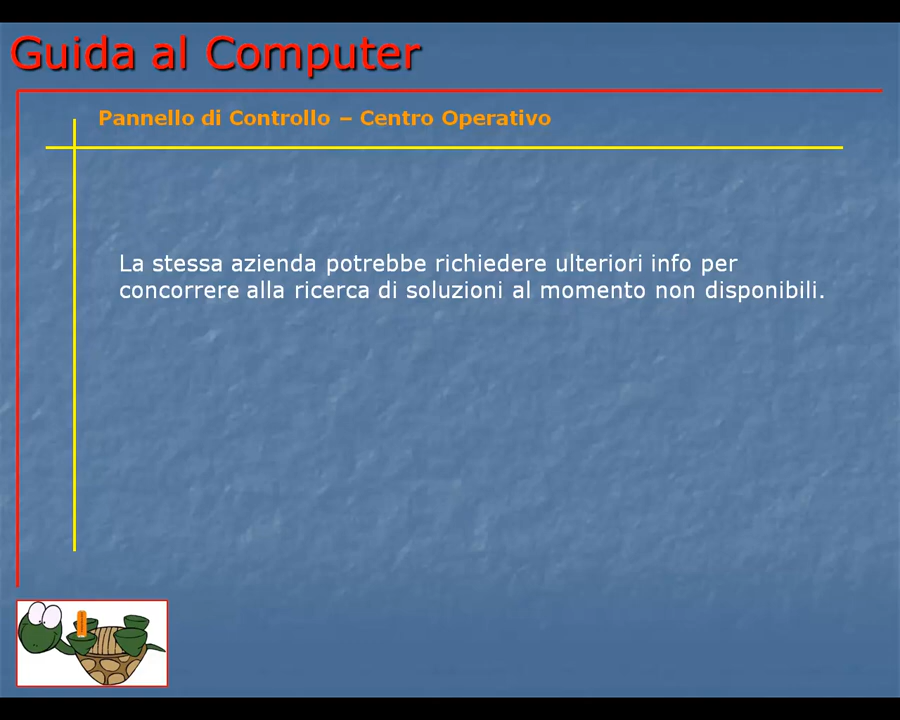 Guida al Computer
Pannello di Controllo – Centro Operativo
La stessa azienda potrebbe richiedere ulteriori info per
concorrere alla ricerca di soluzioni al momento non disponibili.